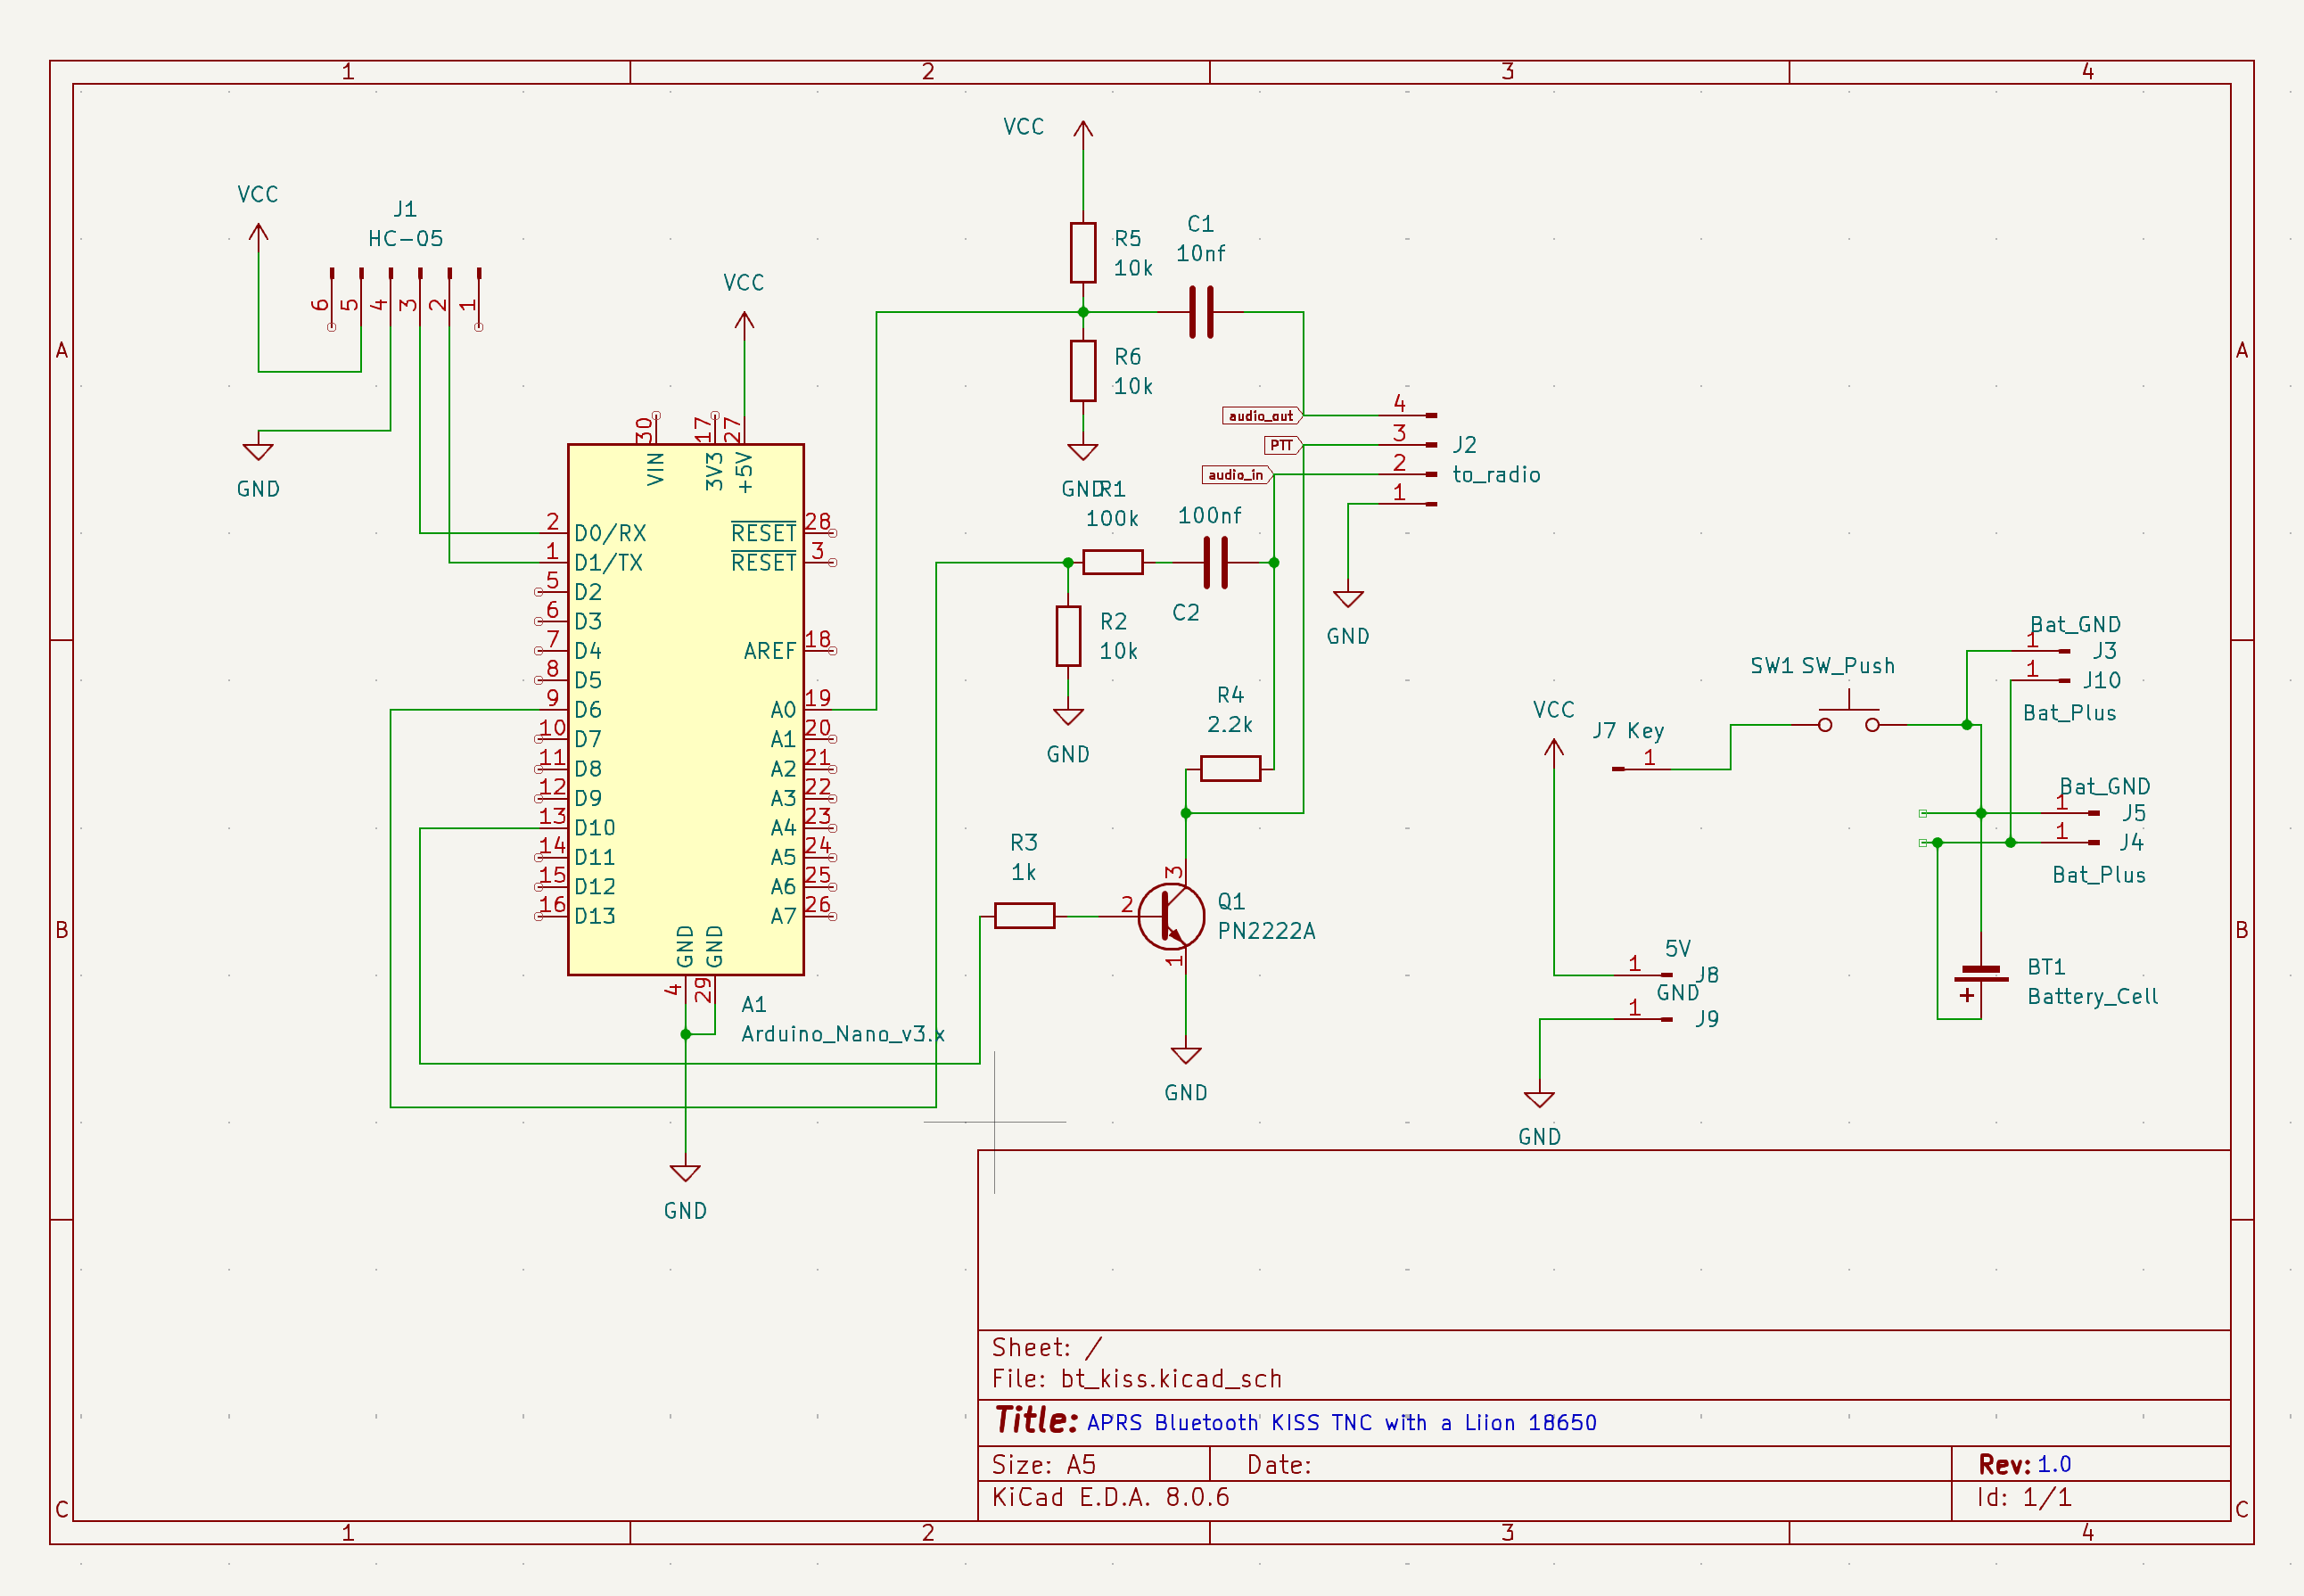 1 2 3 4
A
B
C
A
B
C
1 2 3 4
VCC
J1
HC-05
6 5 4 3 2 1
GND
VCC
30 17 27
VIN 3V3 +5V
2 D0/RX
1 D1/TX
5 D2
6 D3
7 D4
8 D5
9 D6
10 D7
11 D8
12 D9
13 D10
14 D11
15 D12
16 D13
RESET 28
RESET 3
AREF 18
A0 19
A1 20
A2 21
A3 22
A4 23
A5 24
A6 25
A7 26
GND GND
4 29
A1
Arduino_Nano_v3.x
GND
VCC
R5
10k
C1
10nf
R6
10k
GND
audio_out
PTT
audio_in
4
3
2
1
J2
to_radio
GND
R1
100k
100nf
C2
R2
10k
GND
R4
2.2k
R3
1k
2
3
1
Q1
PN2222A
GND
VCC
J7 Key
1
SW1 SW_Push
Bat_GND
1
J3
1
J10
Bat_Plus
Bat_GND
1
J5
1
J4
Bat_Plus
5V
1
J8
GND
1
J9
GND
BT1
+
Battery_Cell
Sheet: /
File: bt_kiss.kicad_sch
Title: APRS Bluetooth KISS TNC with a Liion 18650
Size: A5 Date: Rev: 1.0
KiCad E.D.A. 8.0.6 Id: 1/1